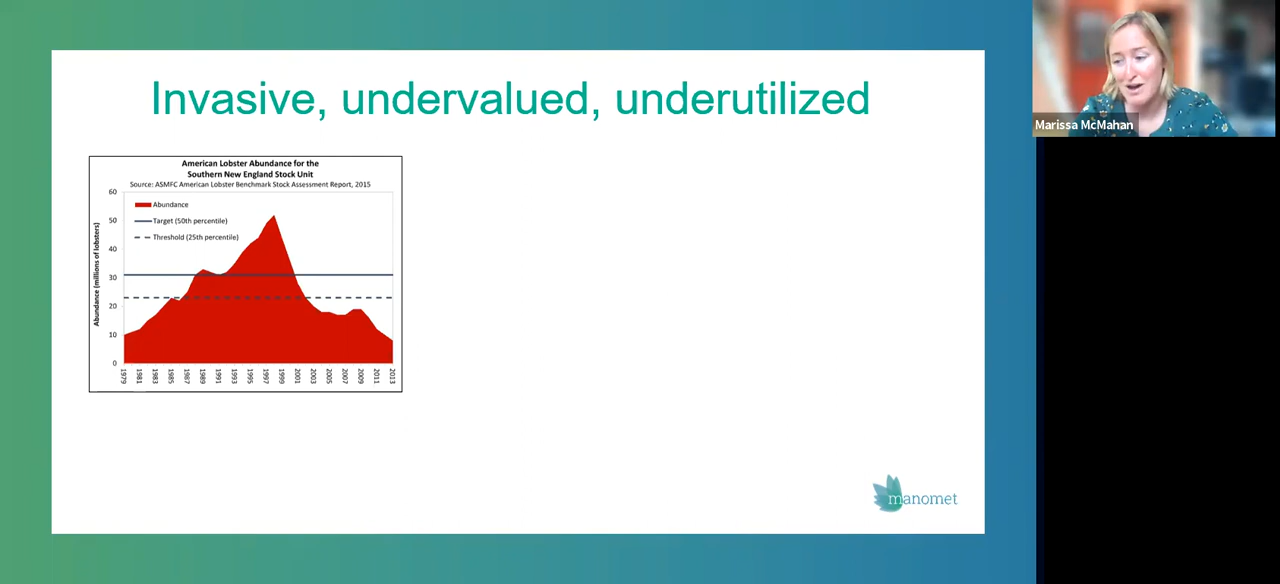 Invasive, undervalued, underutilized
Marissa McMahan
American Lobster Abundance for the
Southern New England Stock Unit
Source: ASMFC American Lobster Benchmark Stock Assessment Report, 2015
Abundance (millions of lobsters)
60
50
40
30
20
10
0
Abundance
Target (50th percentile)
Threshold (25th percentile)
1979
1981
1983
1985
1987
1989
1991
1993
1995
1997
1999
2001
2003
2005
2007
2009
2011
2013
manomet